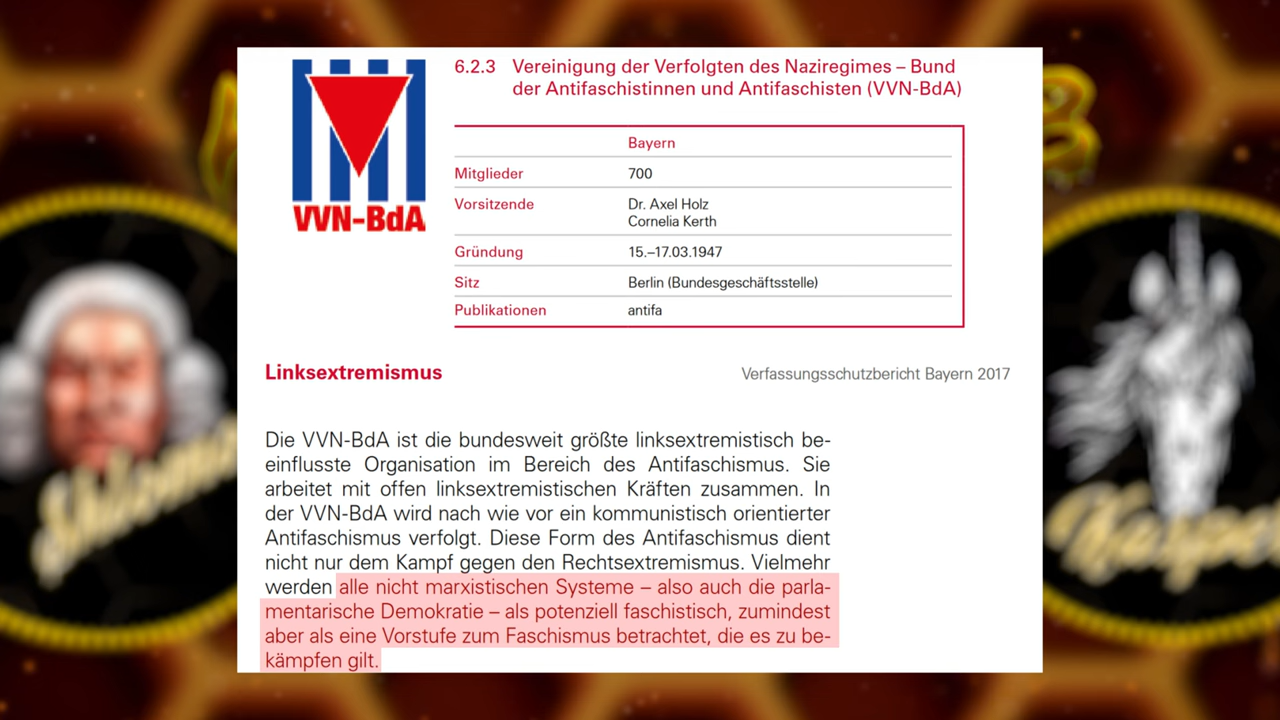 VVN-BdA
6.2.3 Vereinigung der Verfolgten des Naziregimes – Bund
der Antifaschistinnen und Antifaschisten (VVN-BdA)
Bayern
Mitglieder 700
Vorsitzende Dr. Axel Holz
Cornelia Kerth
Gründung 15.–17.03.1947
Sitz Berlin (Bundesgeschäftsstelle)
Publikationen antifa
Linksextremismus
Verfassungsschutzbericht Bayern 2017
Die VVN-BdA ist die bundesweit größte linksextremistisch be-
einflusste Organisation im Bereich des Antifaschismus. Sie
arbeitet mit offen linksextremistischen Kräften zusammen. In
der VVN-BdA wird nach wie vor ein kommunistisch orientierter
Antifaschismus verfolgt. Diese Form des Antifaschismus dient
nicht nur dem Kampf gegen den Rechtsextremismus. Vielmehr
werden alle nicht marxistischen Systeme – also auch die parla-
mentarische Demokratie – als potenziell faschistisch, zumindest
aber als eine Vorstufe zum Faschismus betrachtet, die es zu be-
kämpfen gilt.